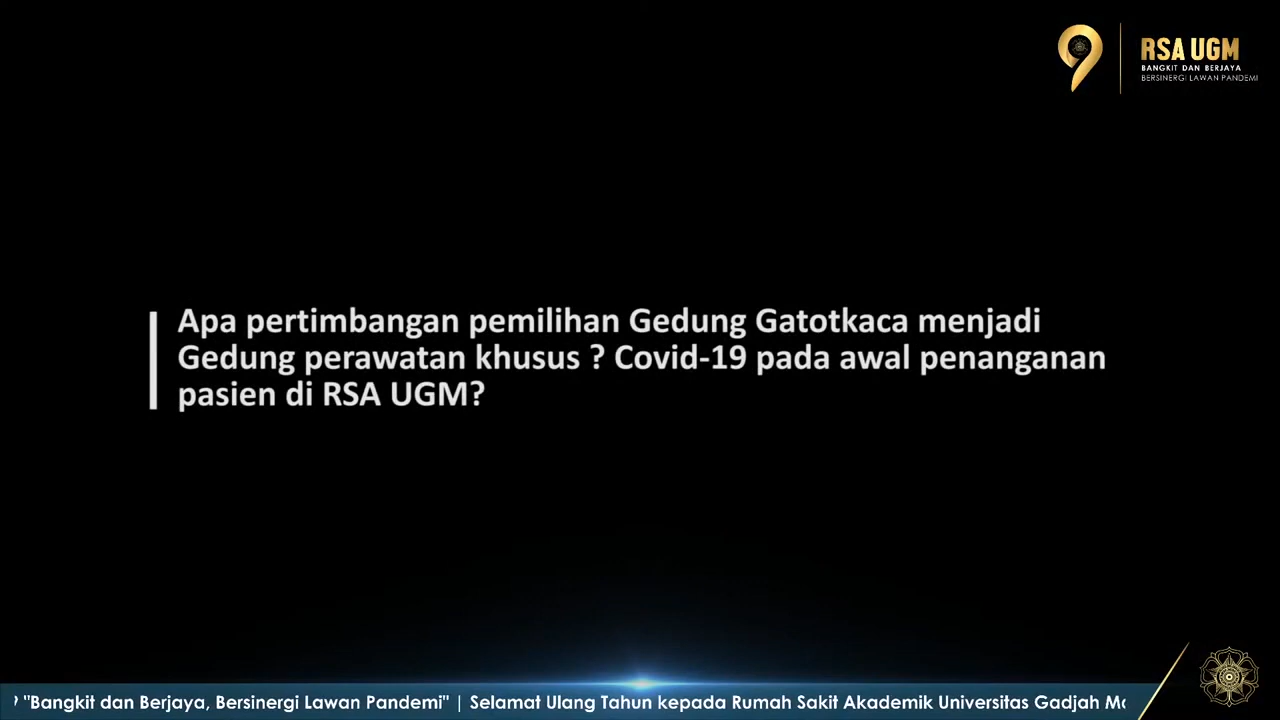 RSA UGM
BANGKIT DAN BERJAYA
BERSINERGI LAWAN PANDEMI
Apa pertimbangan pemilihan Gedung Gatotkaca menjadi
Gedung perawatan khusus ? Covid-19 pada awal penanganan
pasien di RSA UGM?
"Bangkit dan Berjaya, Bersinergi Lawan Pandemi" | Selamat Ulang Tahun kepada Rumah Sakit Akademik Universitas Gadjah